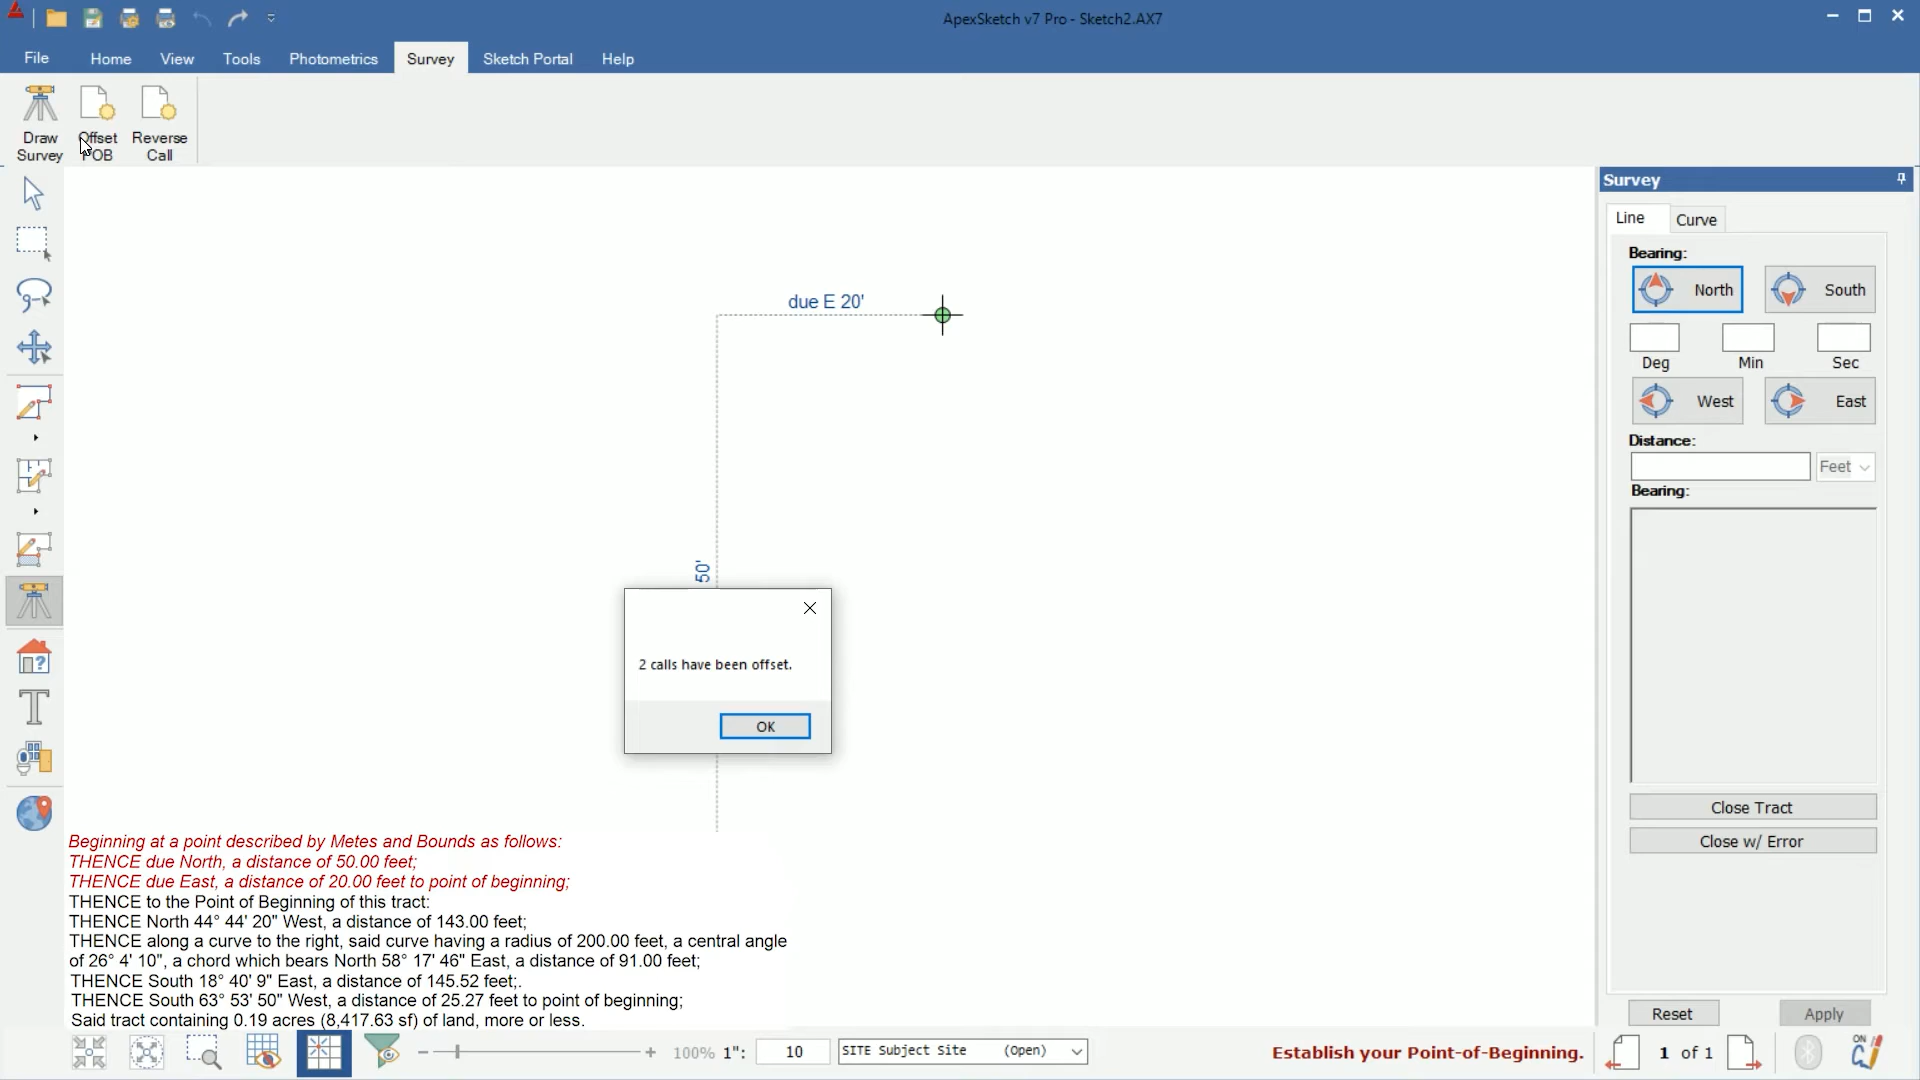 ApexSketch v7 Pro - Sketch2.AX7
File Home View Tools Photometrics Survey Sketch Portal Help
Draw Survey
Offset POB
Reverse Call
Survey
Line Curve
Bearing:
North South
Deg Min Sec
West East
Distance:
Feet
Bearing:
Close Tract
Close w/ Error
Reset Apply
due E 20'
50'
2 calls have been offset.
OK
Beginning at a point described by Metes and Bounds as follows:
THENCE due North, a distance of 50.00 feet;
THENCE due East, a distance of 20.00 feet to point of beginning;
THENCE to the Point of Beginning of this tract:
THENCE North 44° 44' 20" West, a distance of 143.00 feet;
THENCE along a curve to the right, said curve having a radius of 200.00 feet, a central angle
of 26° 4' 10", a chord which bears North 58° 17' 46" East, a distance of 91.00 feet;
THENCE South 18° 40' 9" East, a distance of 145.52 feet;.
THENCE South 63° 53' 50" West, a distance of 25.27 feet to point of beginning;
Said tract containing 0.19 acres (8,417.63 sf) of land, more or less.
100% 1": 10 SITE Subject Site (Open) Establish your Point-of-Beginning. 1 of 1 ON